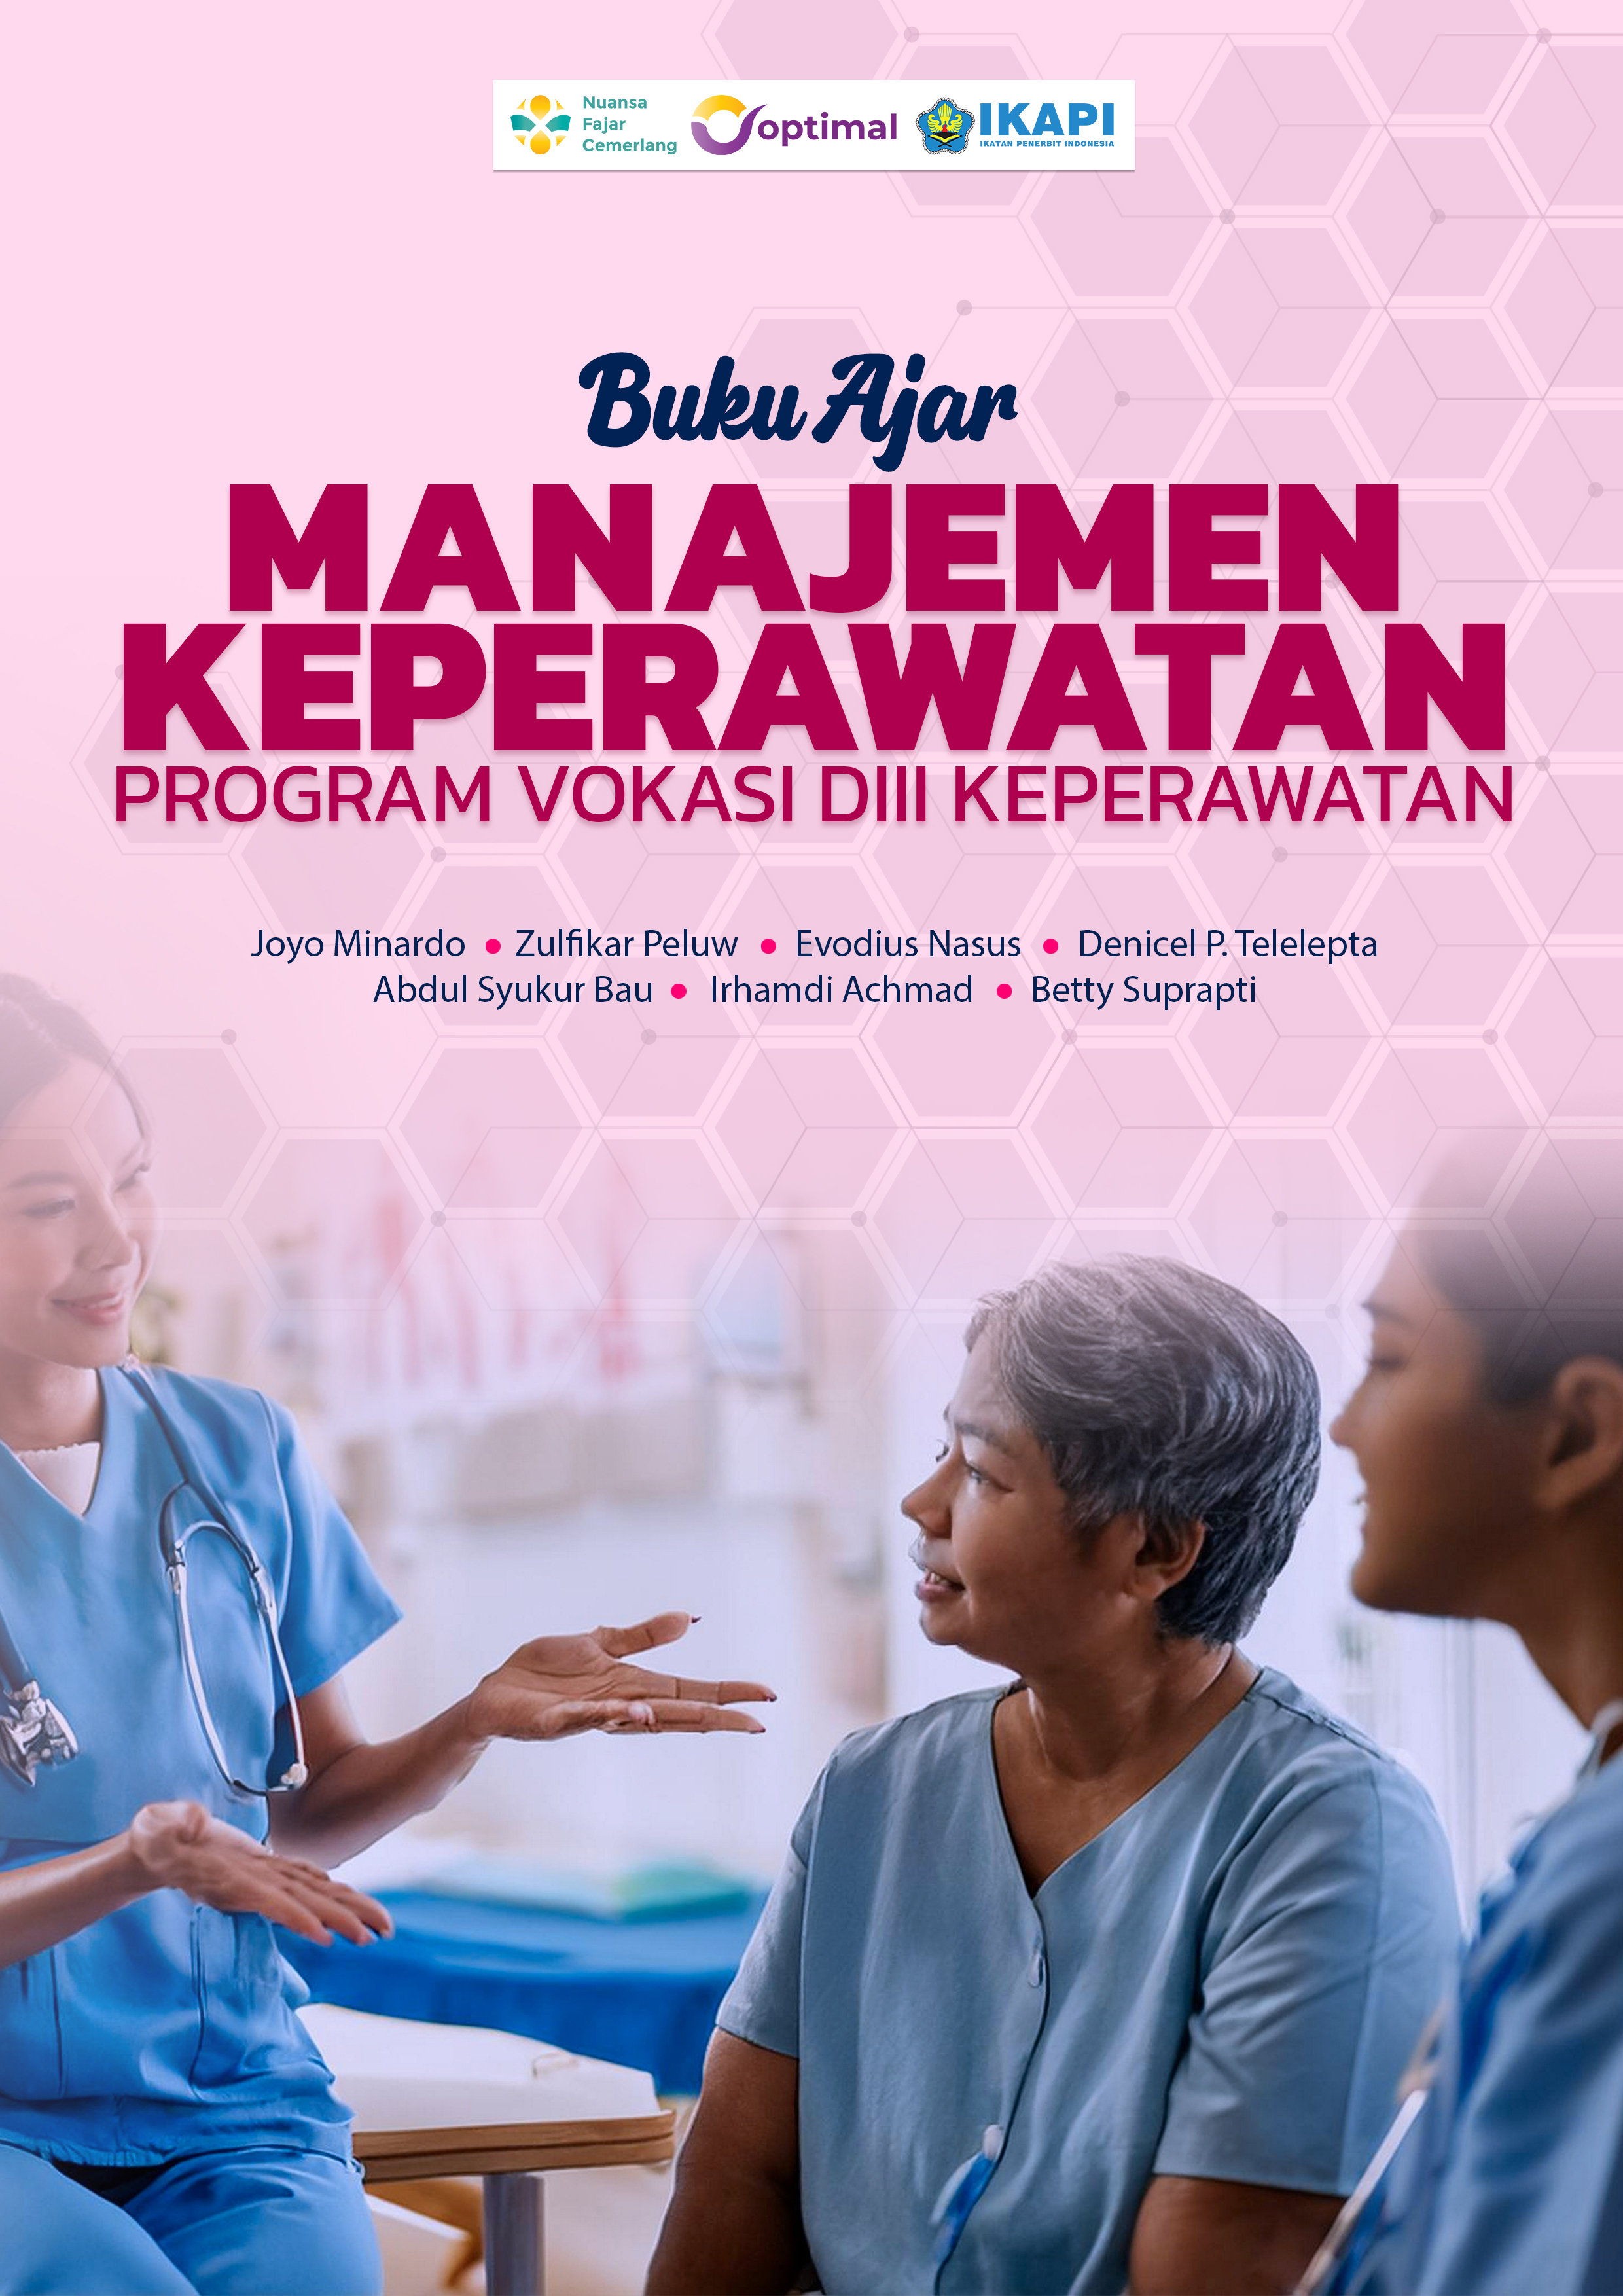 Nuansa
Fajar
Cemerlang
optimal
IKAPI
IKATAN PENERBIT INDONESIA
Buku Ajar
MANAJEMEN
KEPERAWATAN
PROGRAM VOKASI DIII KEPERAWATAN
Joyo Minardo • Zulfikar Peluw • Evodius Nasus • Denicel P. Telelepta
Abdul Syukur Bau • Irhamdi Achmad • Betty Suprapti